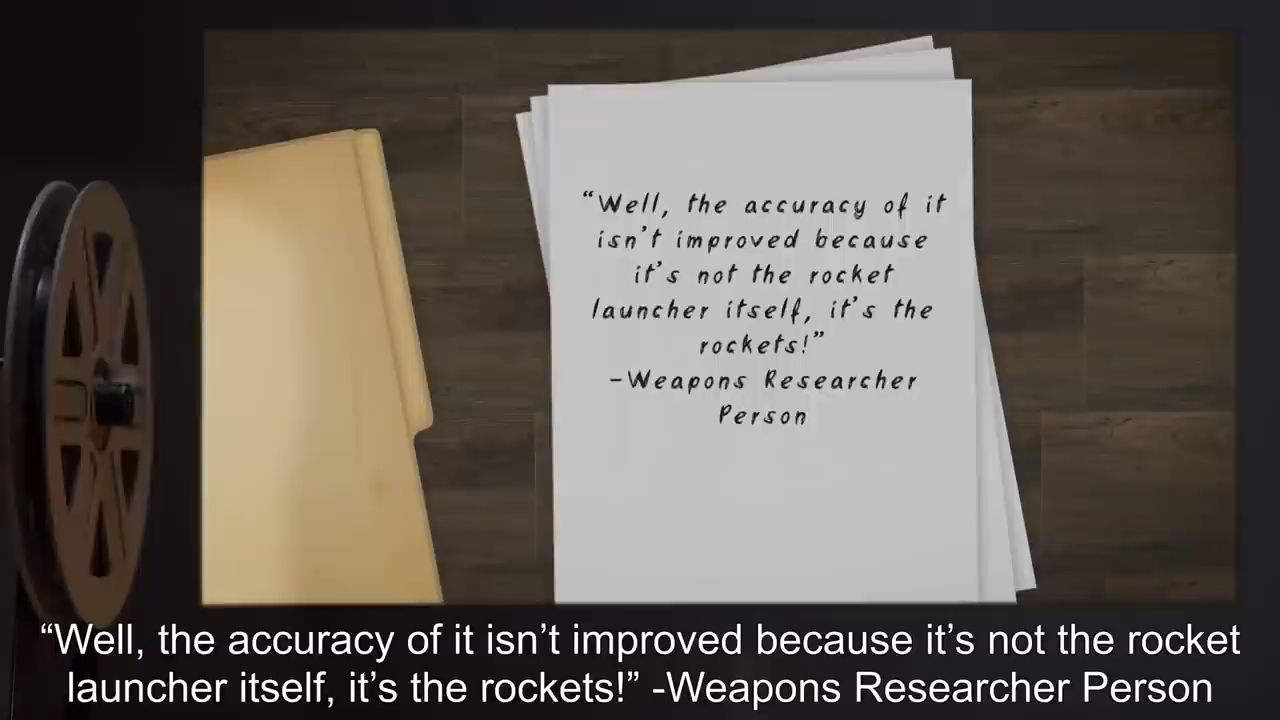 “Well, the accuracy of it
isn’t improved because
it’s not the rocket
launcher itself, it’s the
rockets!”
-Weapons Researcher
Person
“Well, the accuracy of it isn’t improved because it’s not the rocket
launcher itself, it’s the rockets!” -Weapons Researcher Person